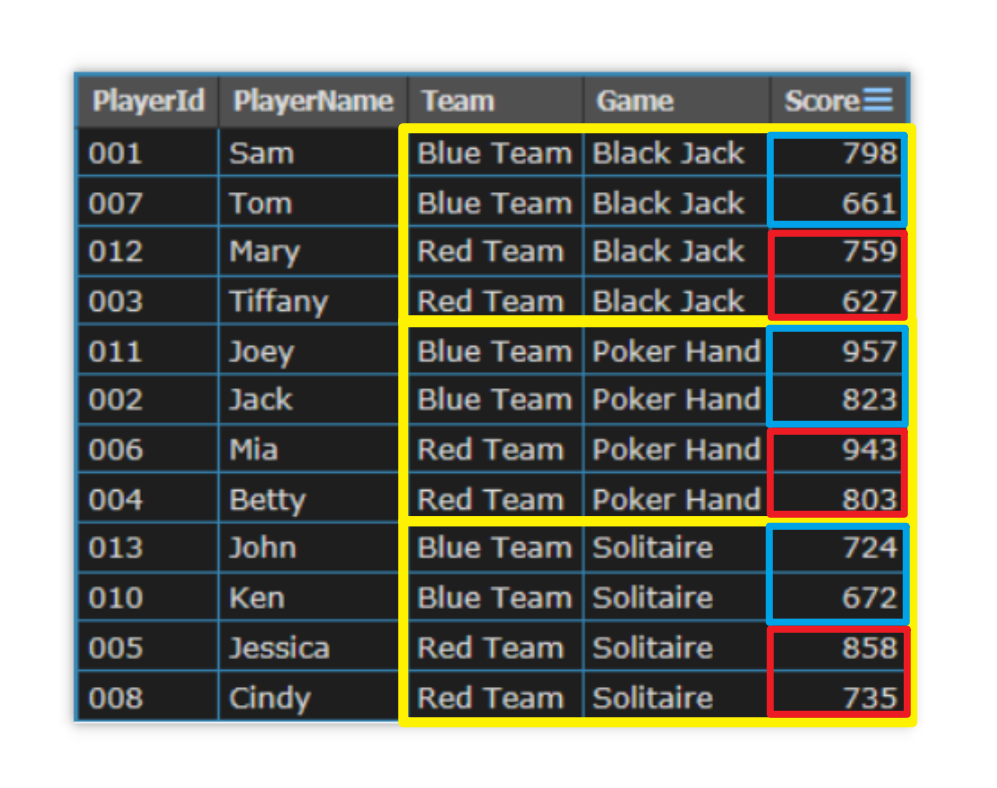 PlayerId PlayerName Team Game Score
001 Sam Blue Team Black Jack 798
007 Tom Blue Team Black Jack 661
012 Mary Red Team Black Jack 759
003 Tiffany Red Team Black Jack 627
011 Joey Blue Team Poker Hand 957
002 Jack Blue Team Poker Hand 823
006 Mia Red Team Poker Hand 943
004 Betty Red Team Poker Hand 803
013 John Blue Team Solitaire 724
010 Ken Blue Team Solitaire 672
005 Jessica Red Team Solitaire 858
008 Cindy Red Team Solitaire 735